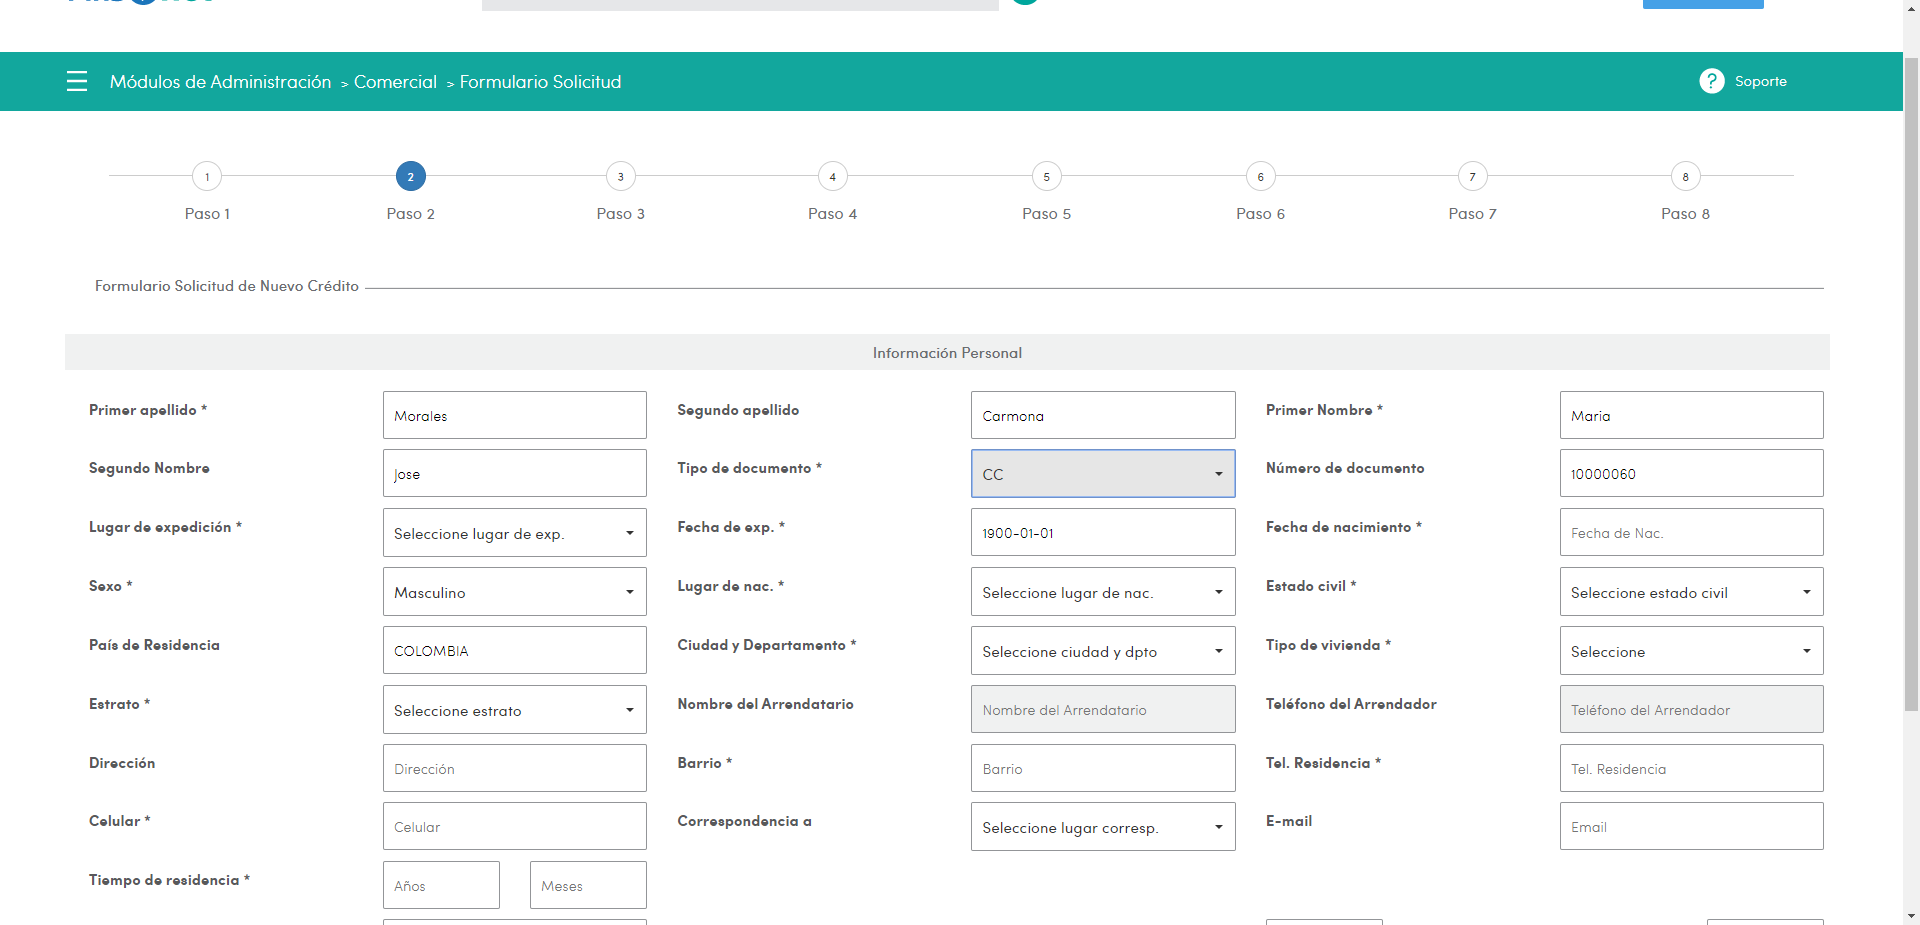 ☰ Módulos de Administración > Comercial > Formulario Solicitud ? Soporte
1 2 3 4 5 6 7 8
Paso 1 Paso 2 Paso 3 Paso 4 Paso 5 Paso 6 Paso 7 Paso 8
Formulario Solicitud de Nuevo Crédito
Información Personal
Primer apellido * Morales Segundo apellido Carmona Primer Nombre * Maria
Segundo Nombre Jose Tipo de documento * CC Número de documento 10000060
Lugar de expedición * Seleccione lugar de exp. Fecha de exp. * 1900-01-01 Fecha de nacimiento * Fecha de Nac.
Sexo * Masculino Lugar de nac. * Seleccione lugar de nac. Estado civil * Seleccione estado civil
País de Residencia COLOMBIA Ciudad y Departamento * Seleccione ciudad y dpto Tipo de vivienda * Seleccione
Estrato * Seleccione estrato Nombre del Arrendatario Nombre del Arrendatario Teléfono del Arrendador Teléfono del Arrendador
Dirección Dirección Barrio * Barrio Tel. Residencia * Tel. Residencia
Celular * Celular Correspondencia a Seleccione lugar corresp. E-mail Email
Tiempo de residencia * Años Meses